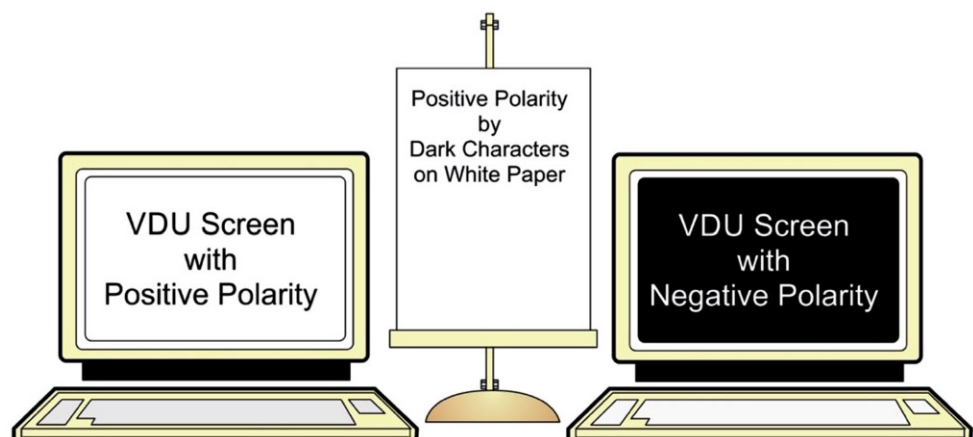 VDU Screen
with
Positive Polarity
Positive Polarity
by
Dark Characters
on White Paper
VDU Screen
with
Negative Polarity